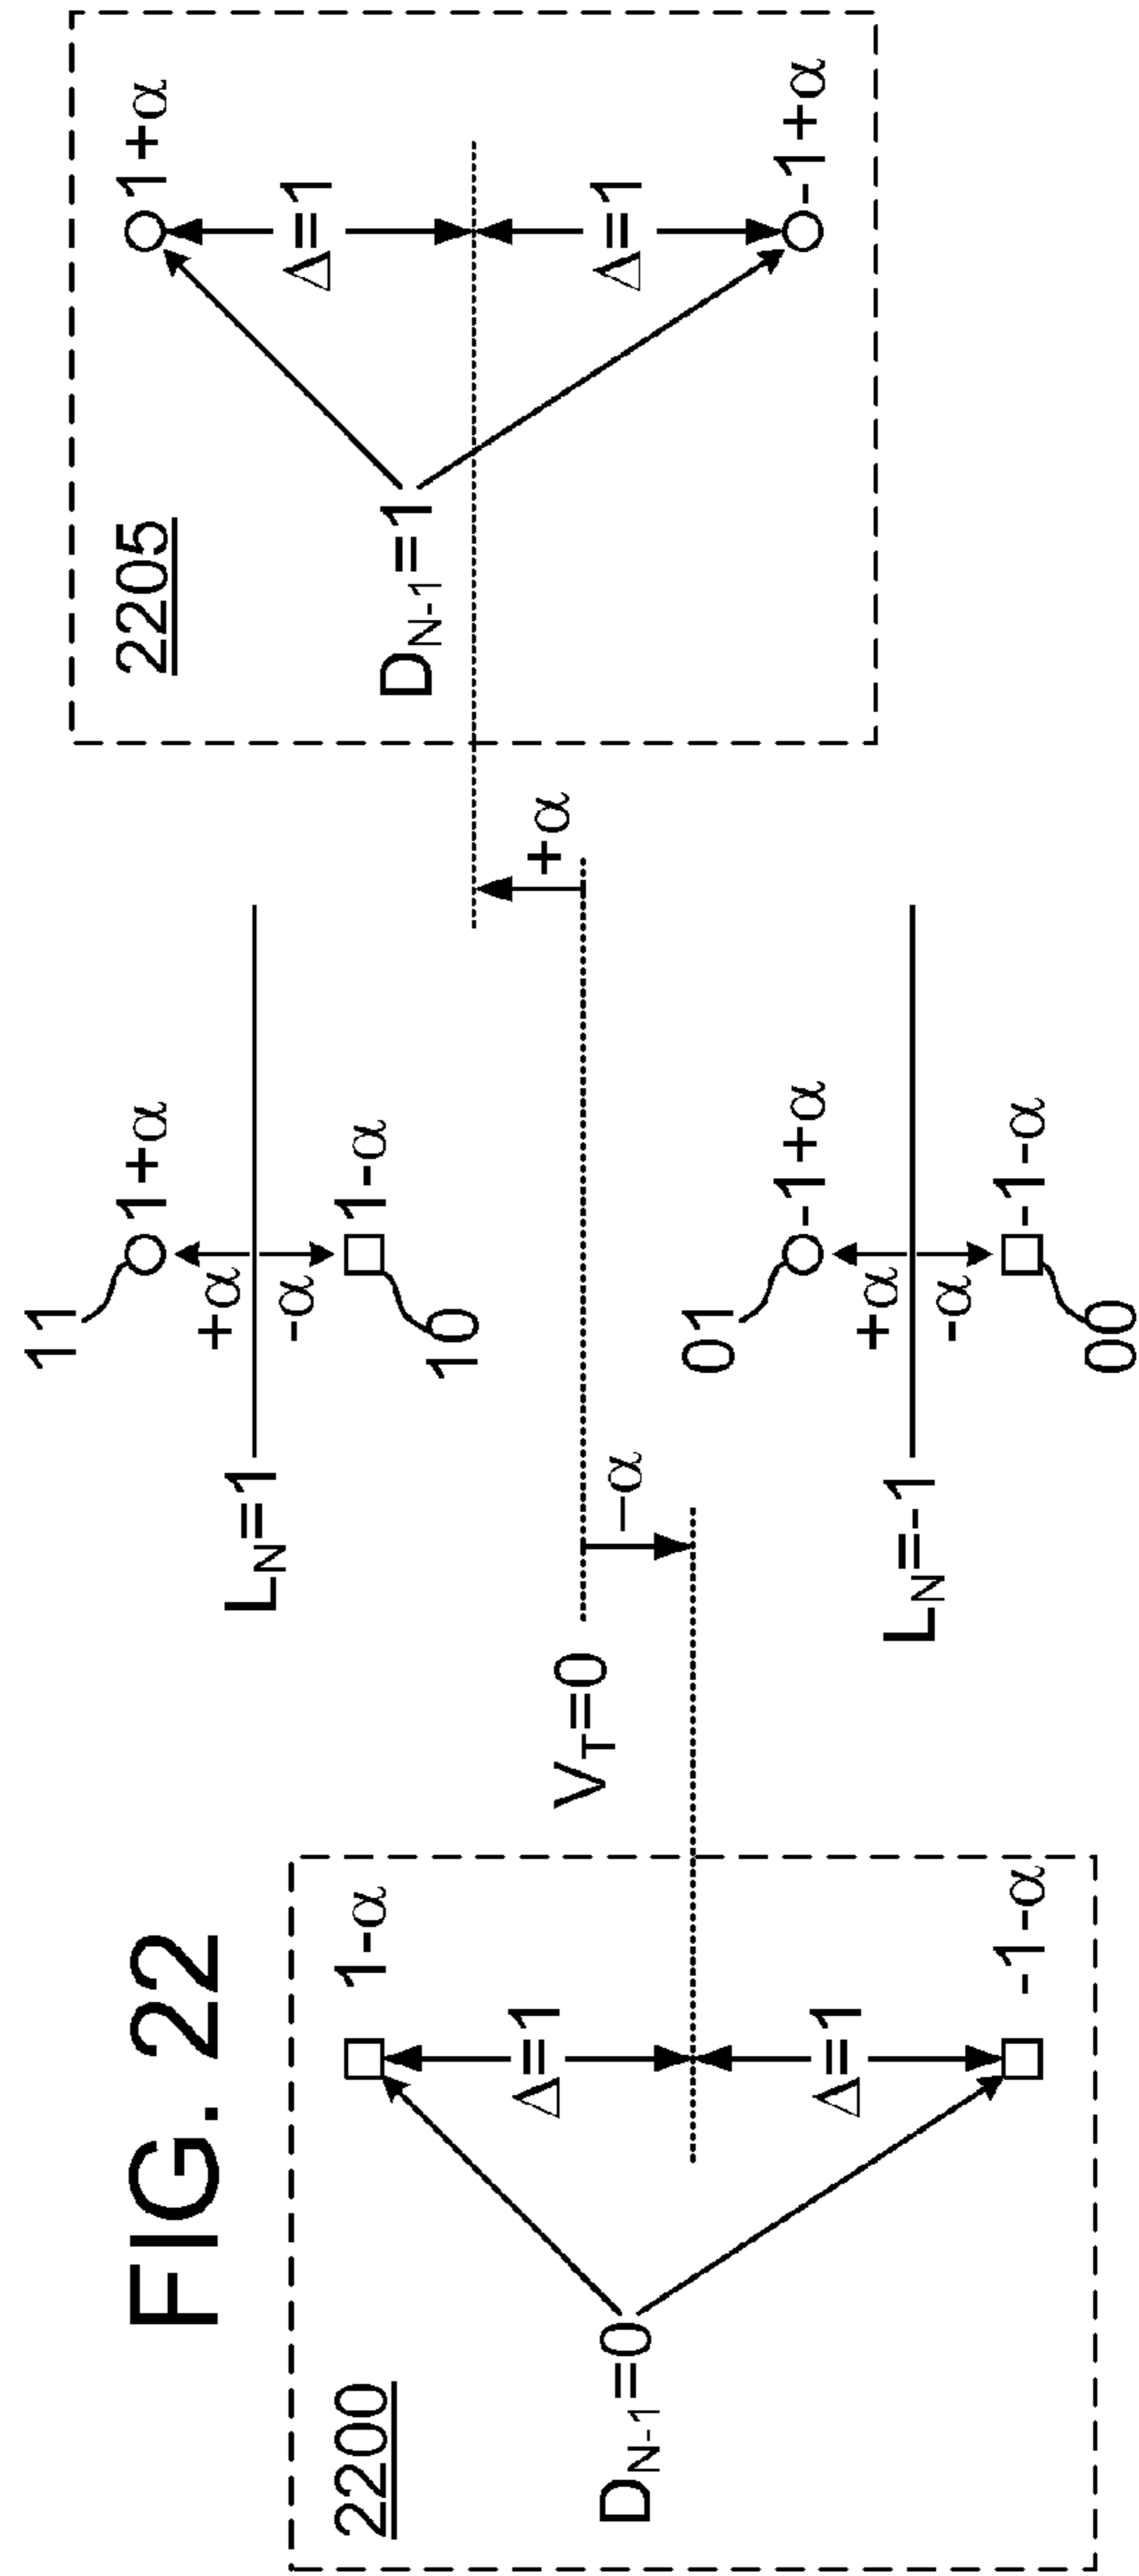 FIG. 22
2200
D_{N-1}=0
1-α
Δ=1
Δ=1
-1-α
V_T=0
–α
L_N=1
11
1+α
+α
-α
10
1-α
L_N=-1
01
-1+α
+α
-α
00
-1-α
+α
2205
D_{N-1}=1
1+α
Δ=1
Δ=1
-1+α